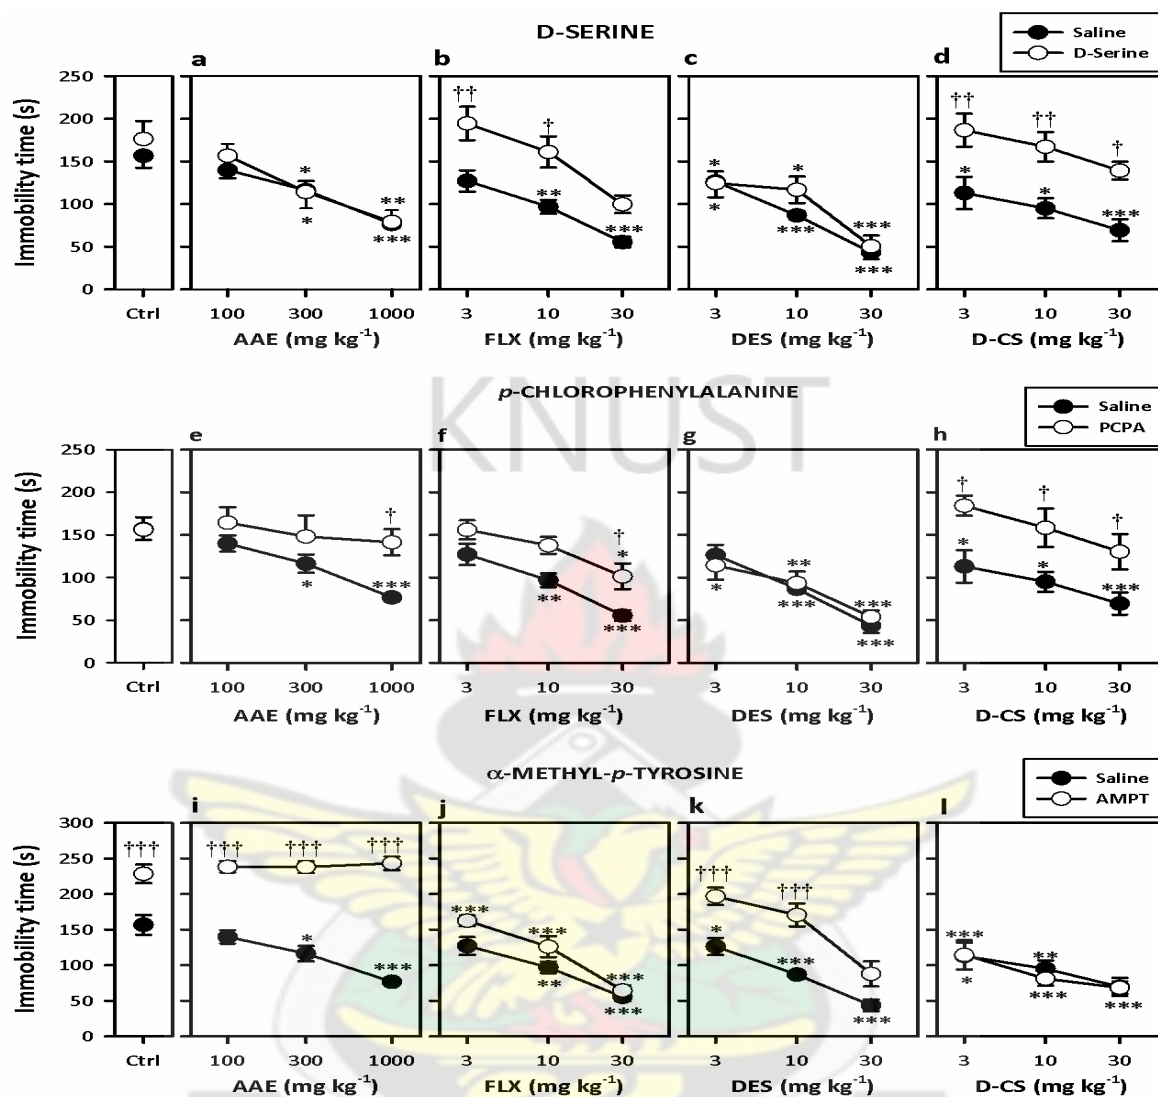 D-SERINE
Saline
D-Serine
a
b
c
d
Immobility time (s)
250
200
150
100
50
0
††
†
††
††
†
*
*
**
***
**
***
*
*
*
***
***
***
*
*
***
Ctrl
100 300 1000
3 10 30
3 10 30
3 10 30
AAE (mg kg⁻¹)
FLX (mg kg⁻¹)
DES (mg kg⁻¹)
D-CS (mg kg⁻¹)
KNUST
p-CHLOROPHENYLALANINE
Saline
PCPA
e
f
g
h
Immobility time (s)
250
200
150
100
50
0
†
*
***
†
*
**
***
**
*
***
***
***
†
†
†
*
*
***
Ctrl
100 300 1000
3 10 30
3 10 30
3 10 30
AAE (mg kg⁻¹)
FLX (mg kg⁻¹)
DES (mg kg⁻¹)
D-CS (mg kg⁻¹)
α-METHYL-p-TYROSINE
Saline
AMPT
i
j
k
l
Immobility time (s)
300
250
200
150
100
50
0
†††
†††
†††
†††
*
***
***
***
**
***
***
†††
†††
*
***
***
***
**
*
***
***
Ctrl
100 300 1000
3 10 30
3 10 30
3 10 30
AAE (mg kg⁻¹)
FLX (mg kg⁻¹)
DES (mg kg⁻¹)
D-CS (mg kg⁻¹)